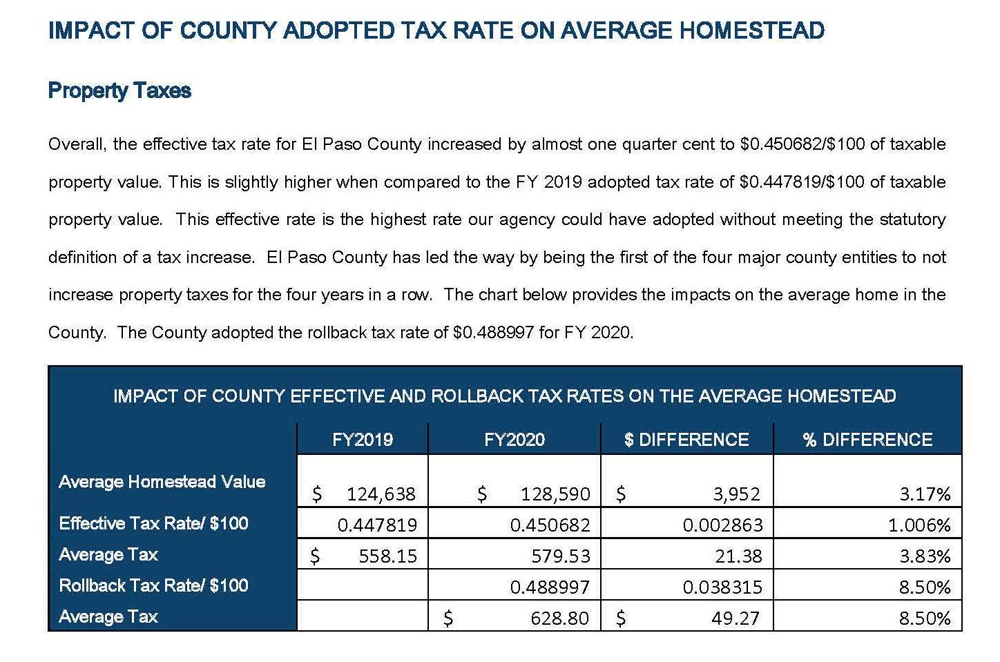 IMPACT OF COUNTY ADOPTED TAX RATE ON AVERAGE HOMESTEAD
Property Taxes
Overall, the effective tax rate for El Paso County increased by almost one quarter cent to $0.450682/$100 of taxable
property value. This is slightly higher when compared to the FY 2019 adopted tax rate of $0.447819/$100 of taxable
property value. This effective rate is the highest rate our agency could have adopted without meeting the statutory
definition of a tax increase. El Paso County has led the way by being the first of the four major county entities to not
increase property taxes for the four years in a row. The chart below provides the impacts on the average home in the
County. The County adopted the rollback tax rate of $0.488997 for FY 2020.
IMPACT OF COUNTY EFFECTIVE AND ROLLBACK TAX RATES ON THE AVERAGE HOMESTEAD
FY2019 FY2020 $ DIFFERENCE % DIFFERENCE
Average Homestead Value $ 124,638 $ 128,590 $ 3,952 3.17%
Effective Tax Rate/ $100 0.447819 0.450682 0.002863 1.006%
Average Tax $ 558.15 579.53 21.38 3.83%
Rollback Tax Rate/ $100 0.488997 0.038315 8.50%
Average Tax $ 628.80 $ 49.27 8.50%